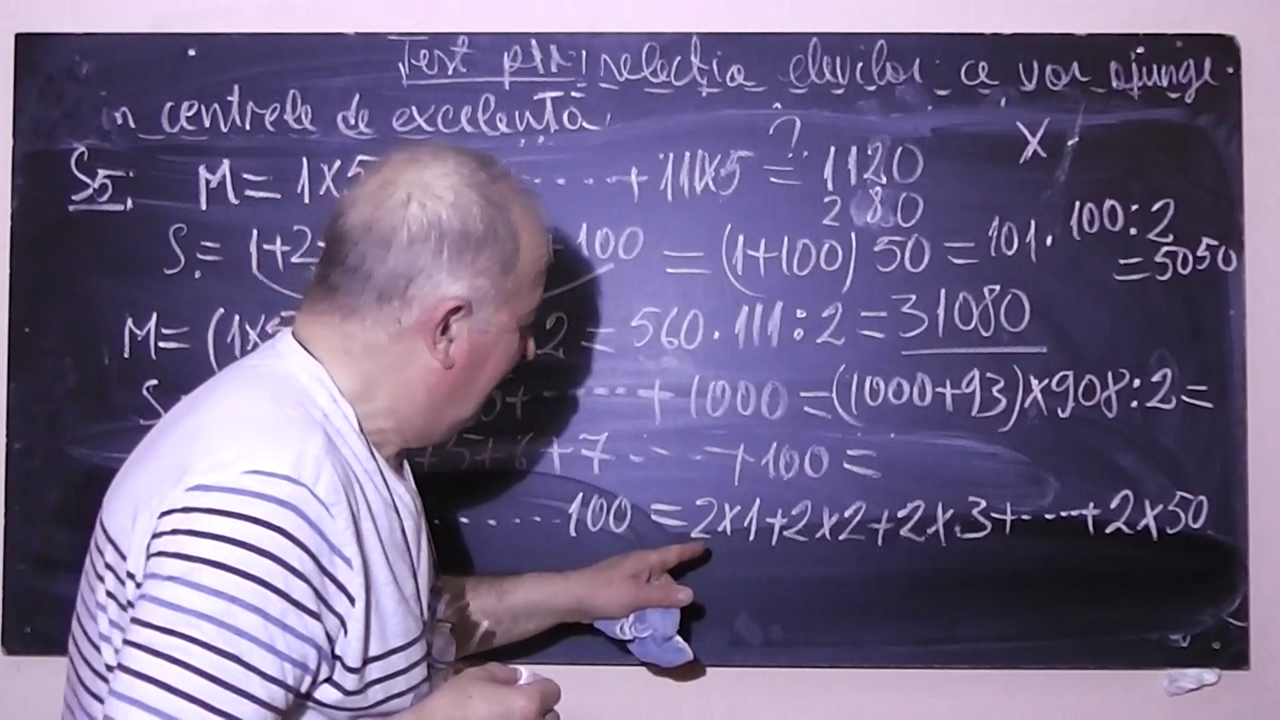 Test ptr. selecția elevilor ce vor ajunge
in centrele de excelență
S5: M= 1x5 .....+111x5 = 1120
? X
280
S.= (1+2 +100 = (1+100) 50 = 101. 100:2
=5050
M= (1x5 2 = 560.111:2 = 31080
S + ..... + 1000 = (1000+93)x908:2=
+5+6+7..... +100 =
......100 = 2x1+2x2+2x3+.....+ 2x50